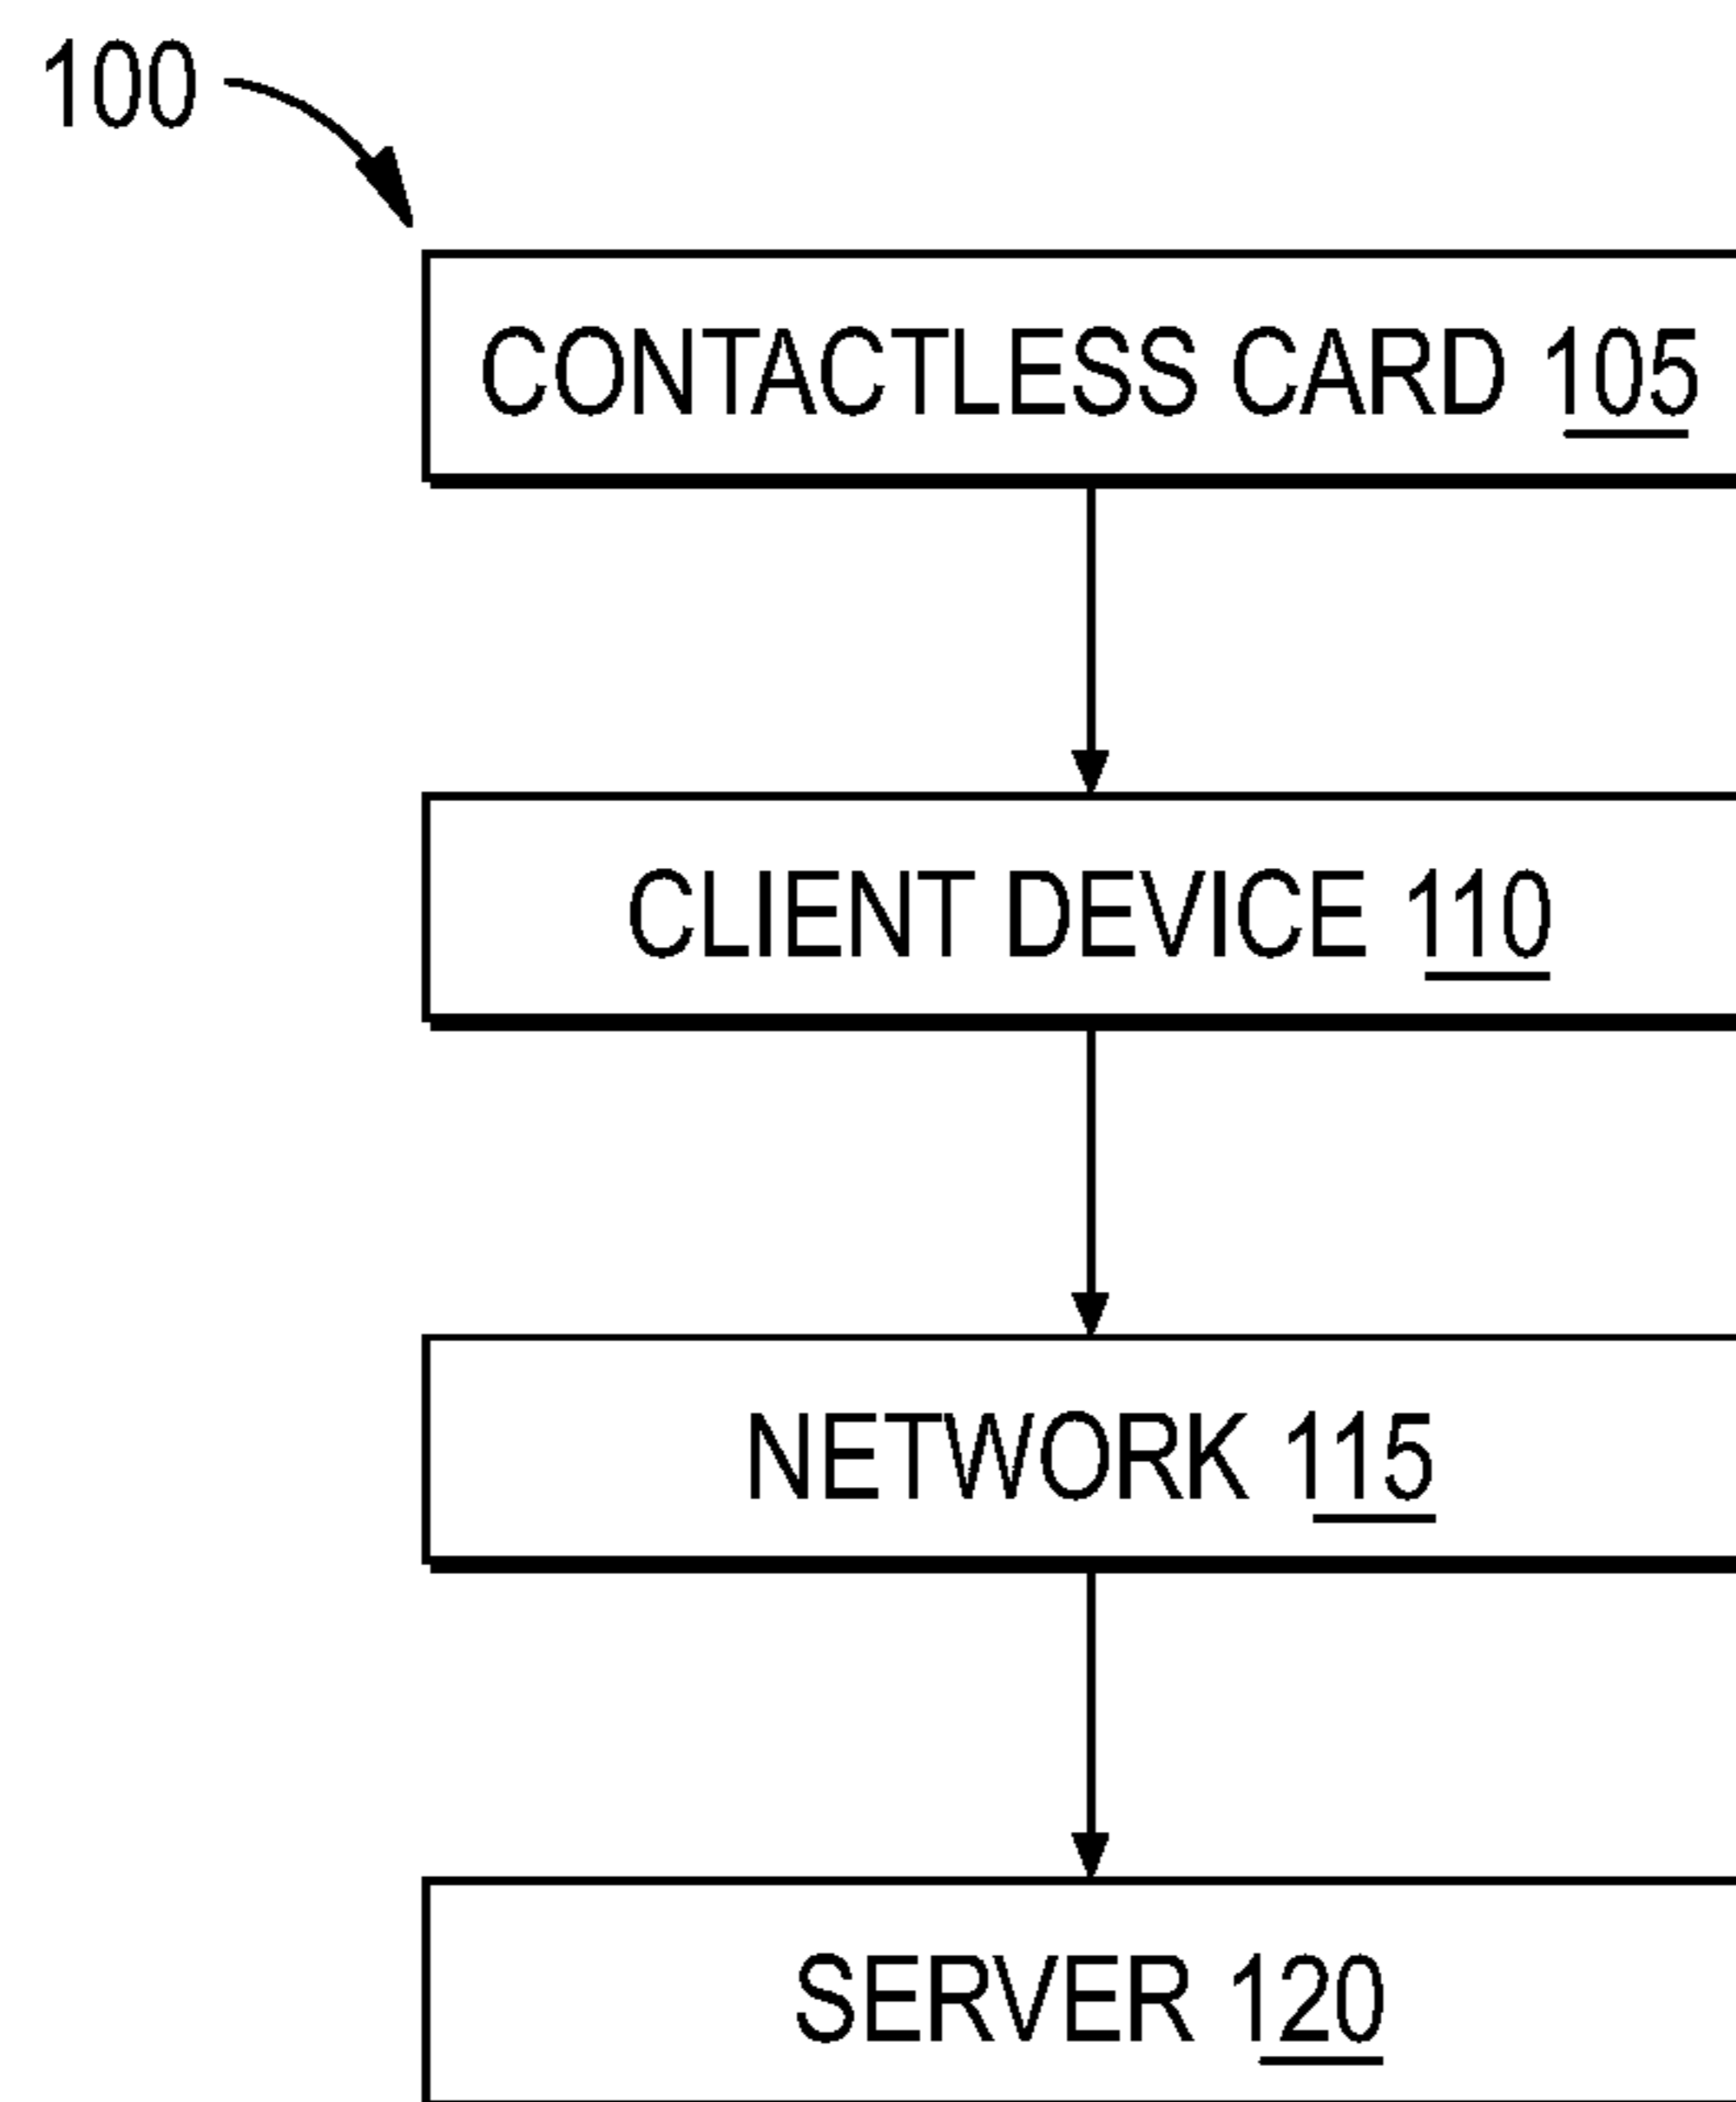 100
CONTACTLESS CARD 105
CLIENT DEVICE 110
NETWORK 115
SERVER 120